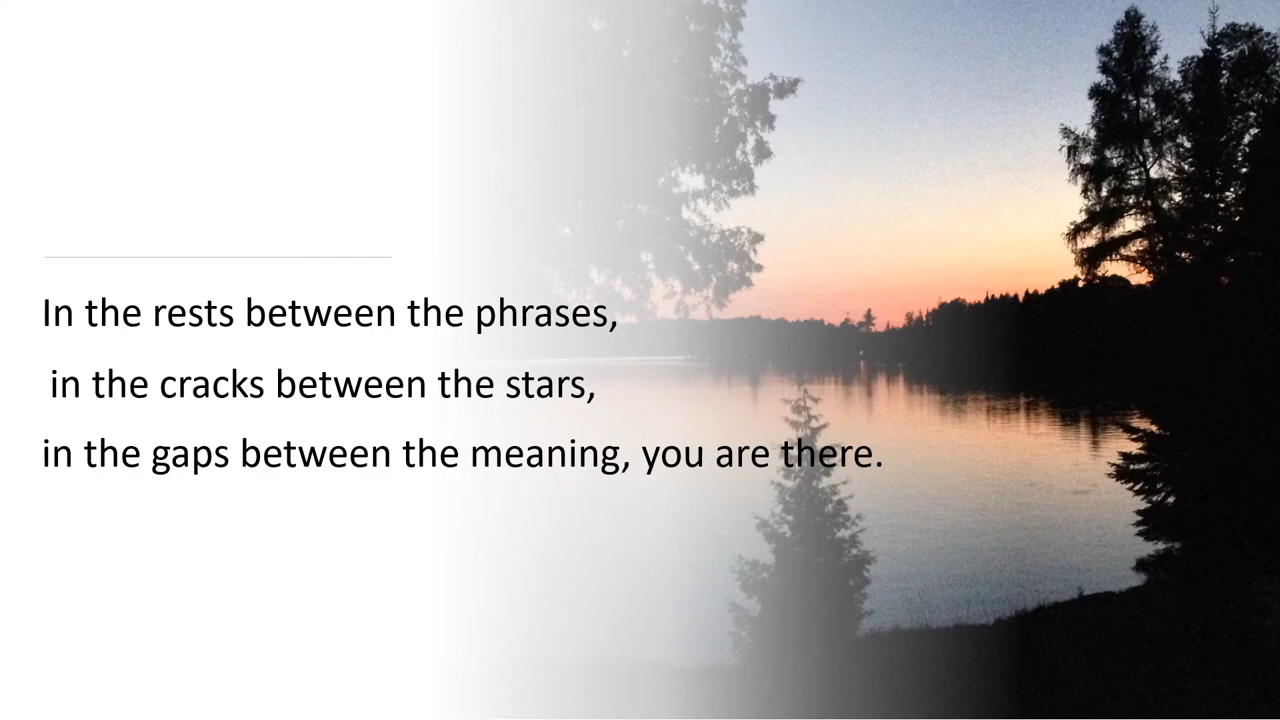 In the rests between the phrases,
in the cracks between the stars,
in the gaps between the meaning, you are there.